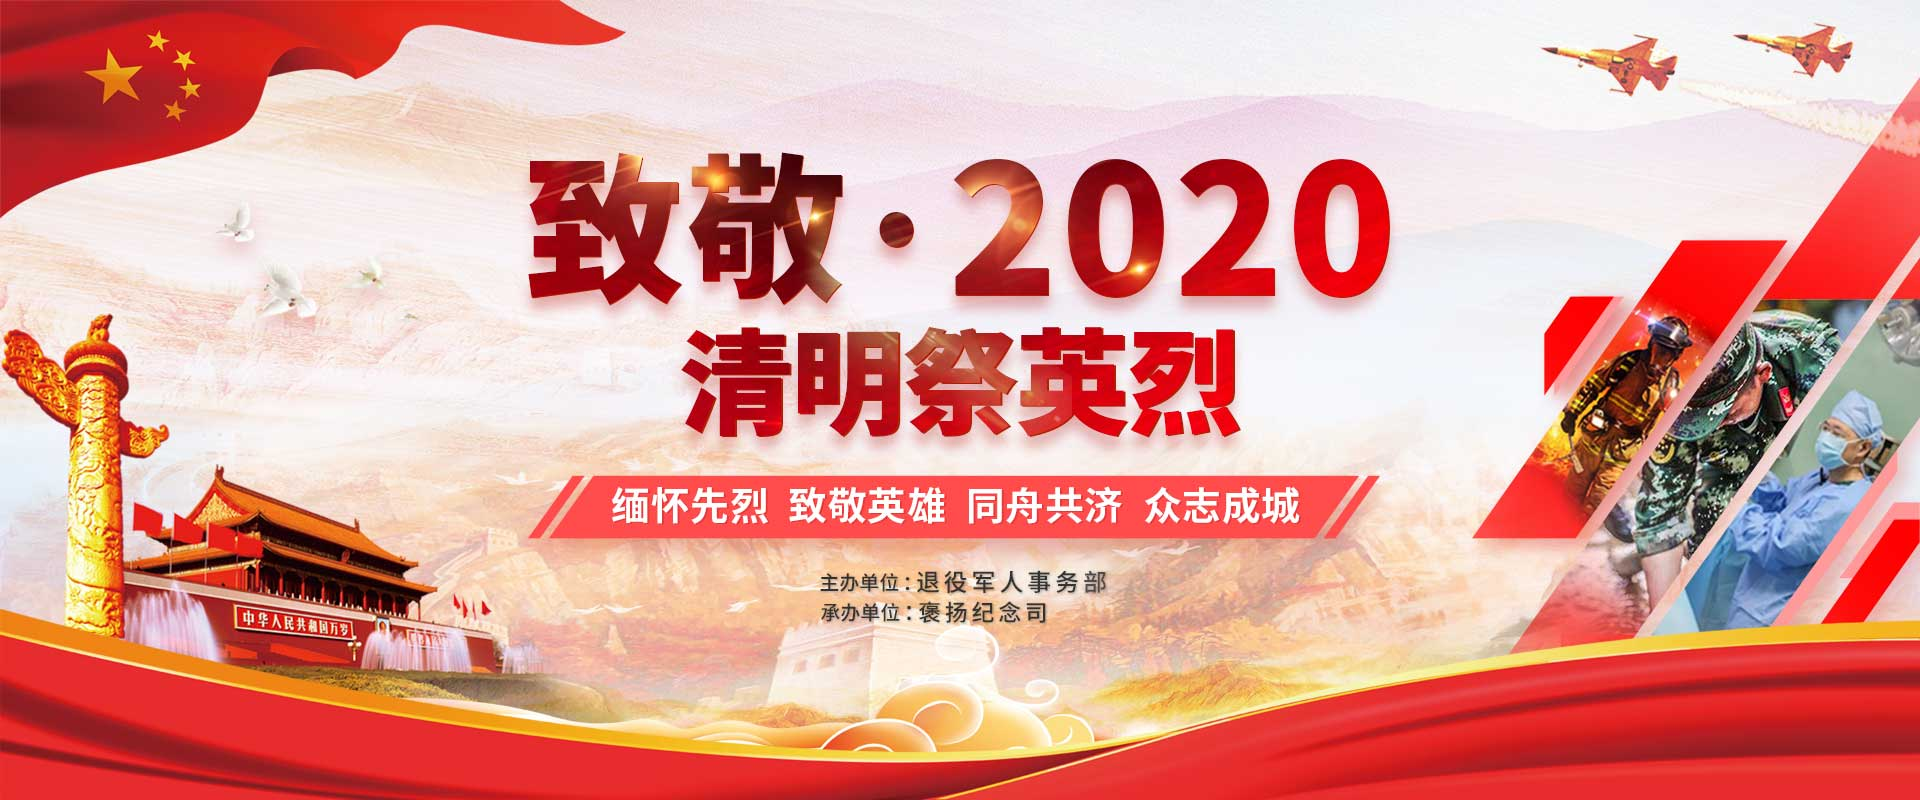 致敬·2020
清明祭英烈
缅怀先烈 致敬英雄 同舟共济 众志成城
主办单位：退役军人事务部
承办单位：褒扬纪念司
中华人民共和国万岁